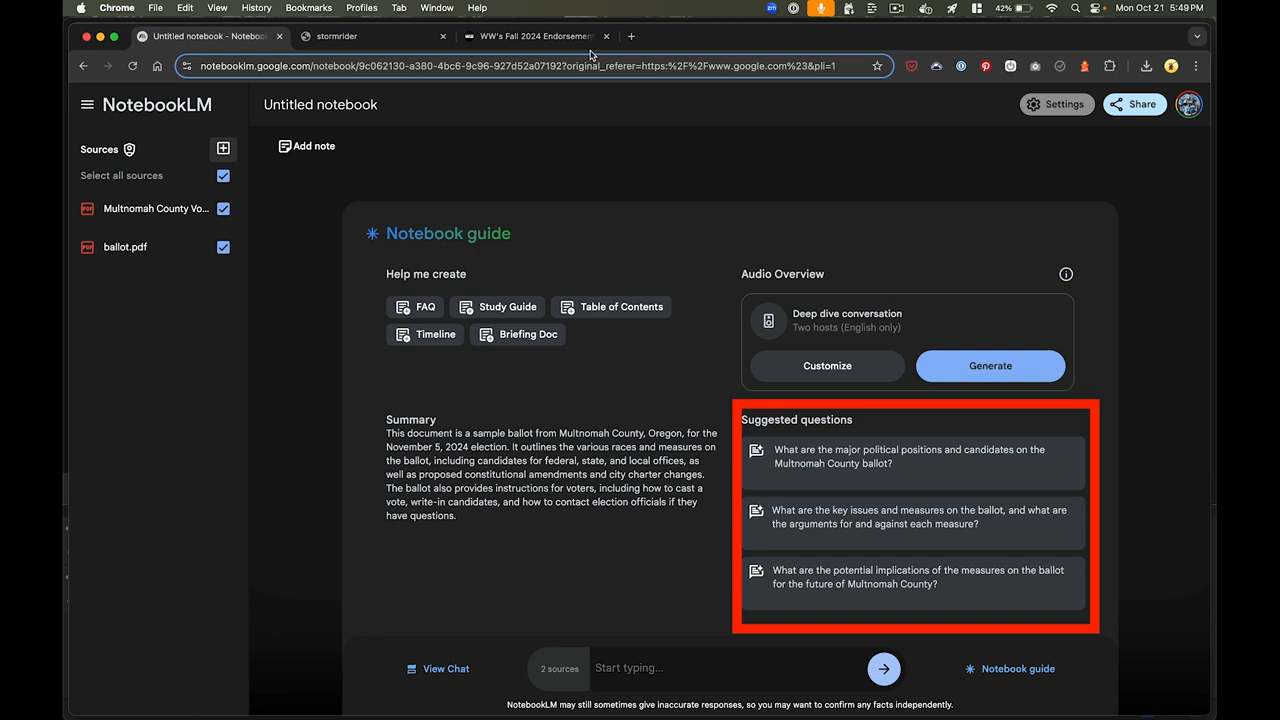 Chrome File Edit View History Bookmarks Profiles Tab Window Help
42% Mon Oct 21 5:49 PM
Untitled notebook - Notebook
stormrider
WW's Fall 2024 Endorsement
notebooklm.google.com/notebook/9c062130-a380-4bc6-9c96-927d52a07192?original_referer=https:%2F%2Fwww.google.com%23&pli=1
NotebookLM
Untitled notebook
Settings
Share
Sources
Select all sources
Multnomah County Vo...
ballot.pdf
Add note
Notebook guide
Help me create
FAQ
Study Guide
Table of Contents
Timeline
Briefing Doc
Audio Overview
Deep dive conversation
Two hosts (English only)
Customize
Generate
Summary
This document is a sample ballot from Multnomah County, Oregon, for the
November 5, 2024 election. It outlines the various races and measures on
the ballot, including candidates for federal, state, and local offices, as
well as proposed constitutional amendments and city charter changes.
The ballot also provides instructions for voters, including how to cast a
vote, write-in candidates, and how to contact election officials if they
have questions.
Suggested questions
What are the major political positions and candidates on the
Multnomah County ballot?
What are the key issues and measures on the ballot, and what are
the arguments for and against each measure?
What are the potential implications of the measures on the ballot
for the future of Multnomah County?
View Chat
2 sources
Start typing...
Notebook guide
NotebookLM may still sometimes give inaccurate responses, so you may want to confirm any facts independently.